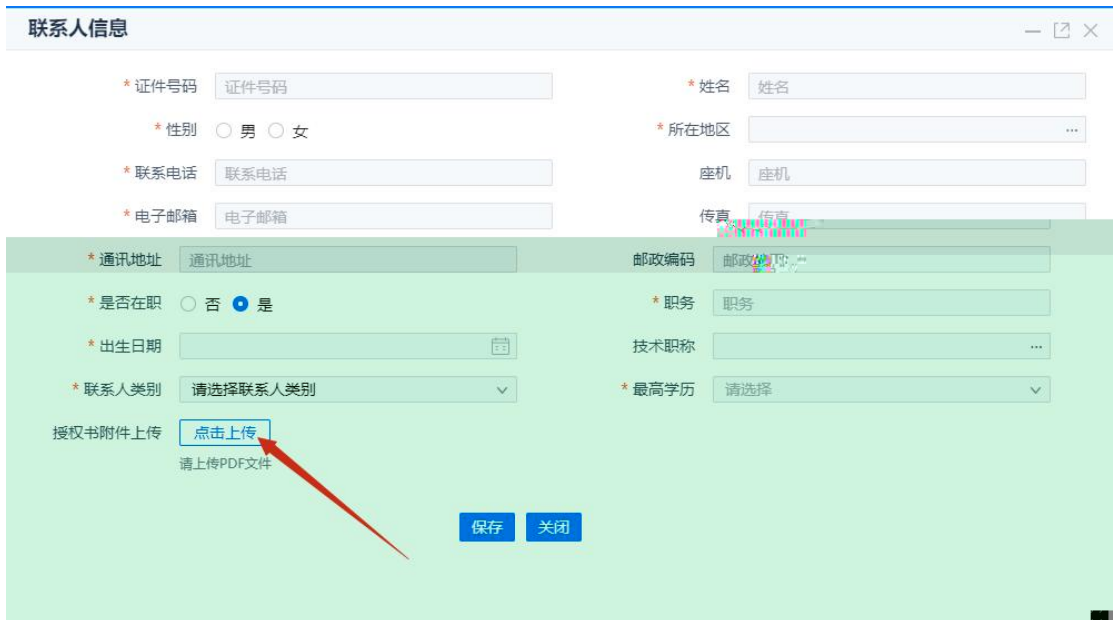 联系人信息
* 证件号码 证件号码 * 姓名 姓名
* 性别 男 女 * 所在地区 ...
* 联系电话 联系电话 座机 座机
* 电子邮箱 电子邮箱 传真 传真
* 通讯地址 通讯地址 邮政编码 邮政
* 是否在职 否 是 * 职务 职务
* 出生日期 技术职称 ...
* 联系人类别 请选择联系人类别 * 最高学历 请选择
授权书附件上传 点击上传
请上传PDF文件
保存 关闭